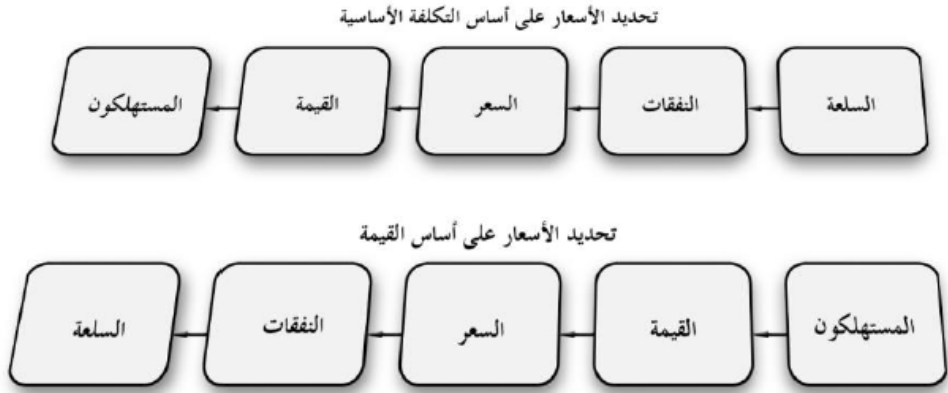 تحديد الأسعار على أساس التكلفة الأساسية
السلعة
النفقات
السعر
القيمة
المستهلكون
تحديد الأسعار على أساس القيمة
المستهلكون
القيمة
السعر
النفقات
السلعة